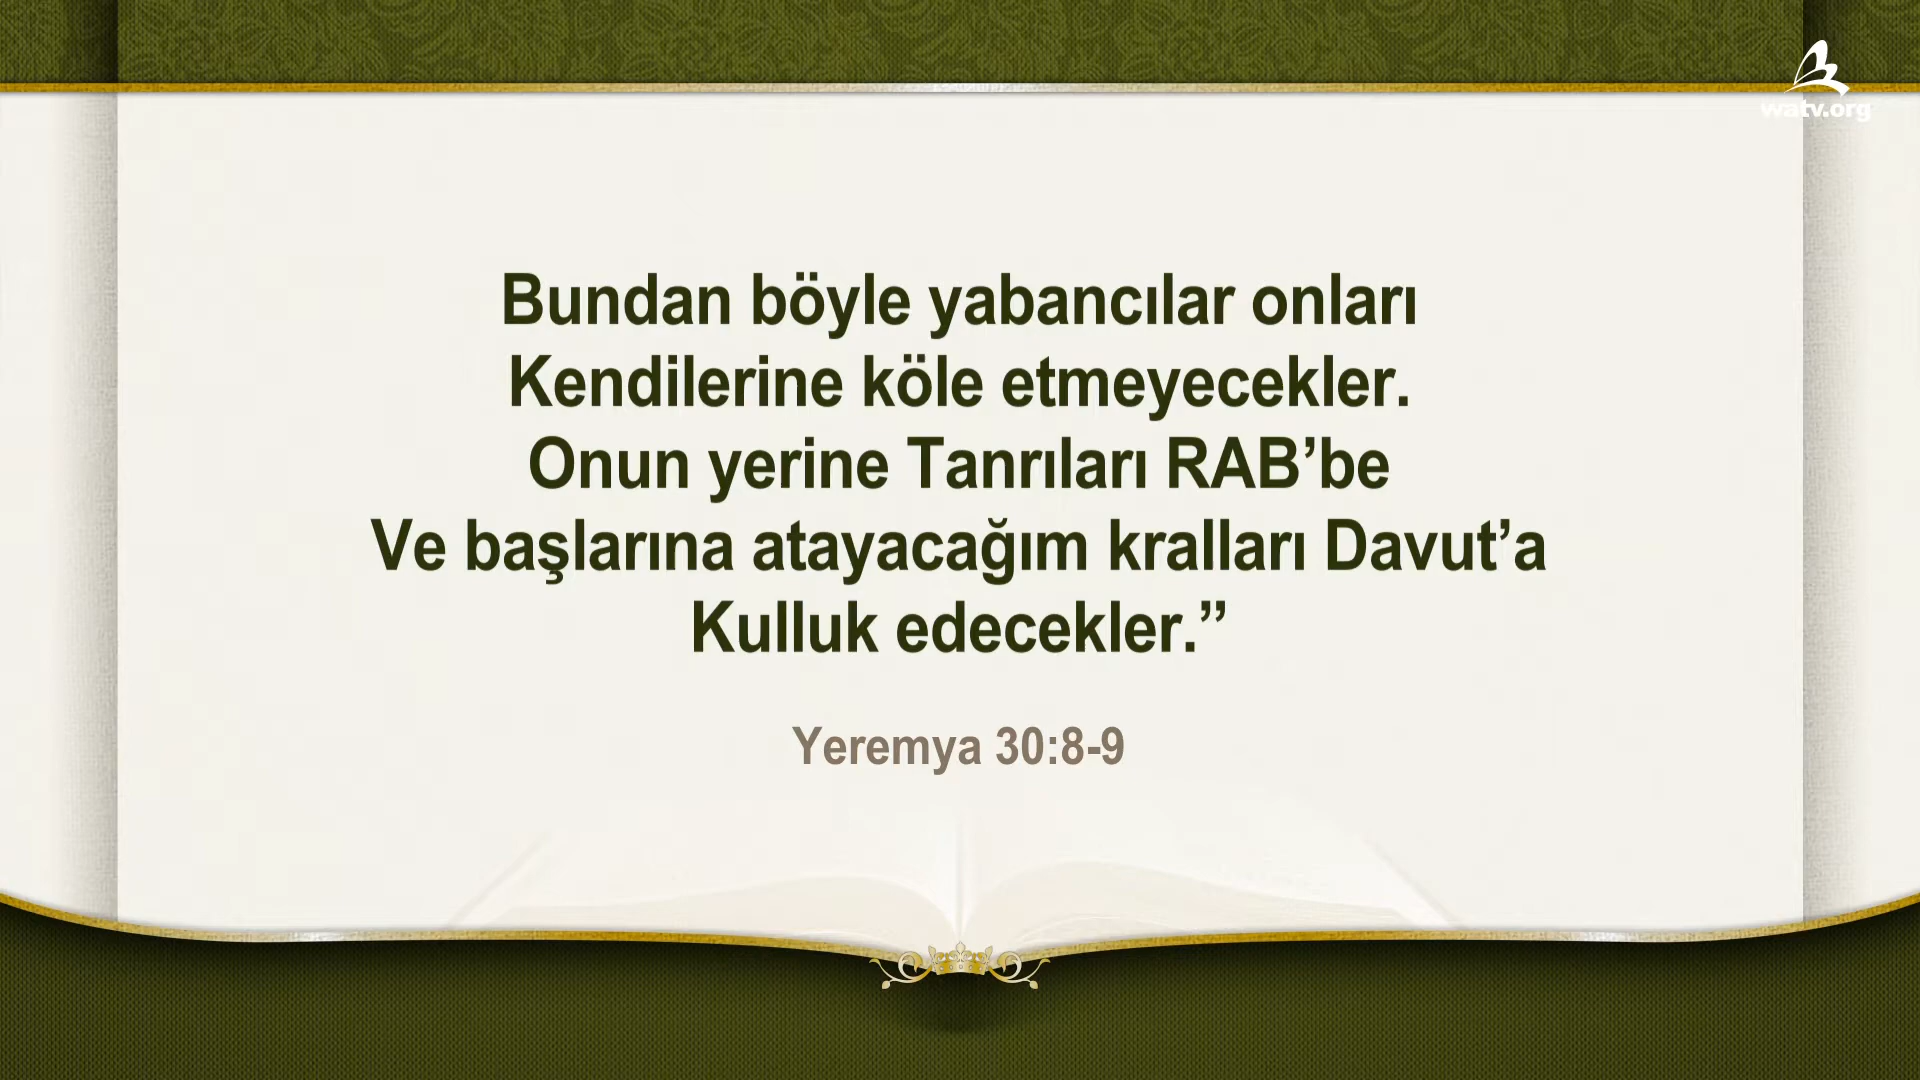 watv.org
Bundan böyle yabancılar onları
Kendilerine köle etmeyecekler.
Onun yerine Tanrıları RAB’be
Ve başlarına atayacağım kralları Davut’a
Kulluk edecekler.”
Yeremya 30:8-9